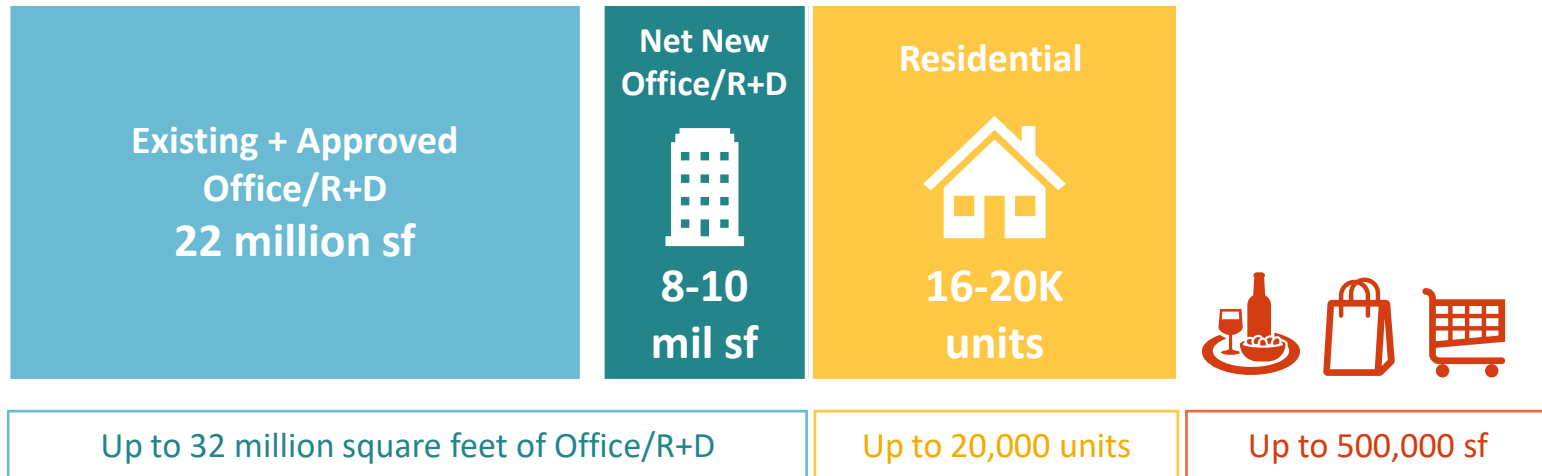 Existing + Approved
Office/R+D
22 million sf
Net New
Office/R+D
8-10
mil sf
Residential
16-20K
units
Up to 32 million square feet of Office/R+D
Up to 20,000 units
Up to 500,000 sf